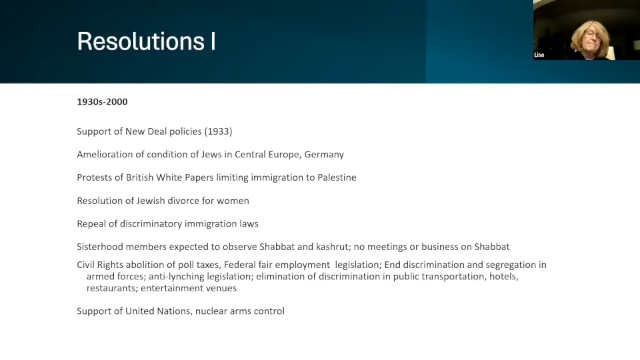 Resolutions I
Lise
1930s-2000
Support of New Deal policies (1933)
Amelioration of condition of Jews in Central Europe, Germany
Protests of British White Papers limiting immigration to Palestine
Resolution of Jewish divorce for women
Repeal of discriminatory immigration laws
Sisterhood members expected to observe Shabbat and kashrut; no meetings or business on Shabbat
Civil Rights abolition of poll taxes, Federal fair employment legislation; End discrimination and segregation in
armed forces; anti-lynching legislation; elimination of discrimination in public transportation, hotels,
restaurants; entertainment venues
Support of United Nations, nuclear arms control